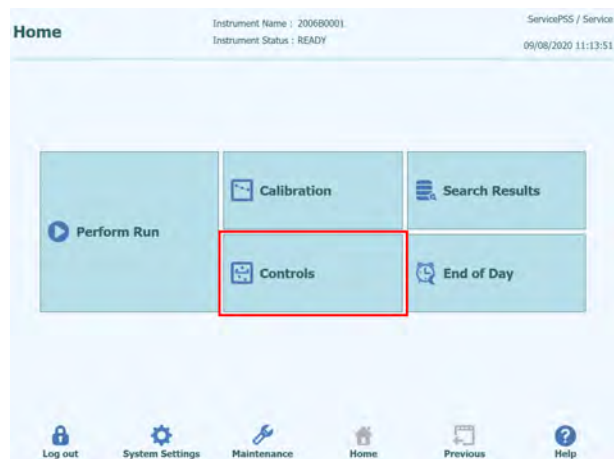 Home
Instrument Name : 2006B0001
Instrument Status : READY
ServicePSS / Service
09/08/2020 11:13:51
Perform Run
Calibration
Search Results
Controls
End of Day
Log out
System Settings
Maintenance
Home
Previous
Help